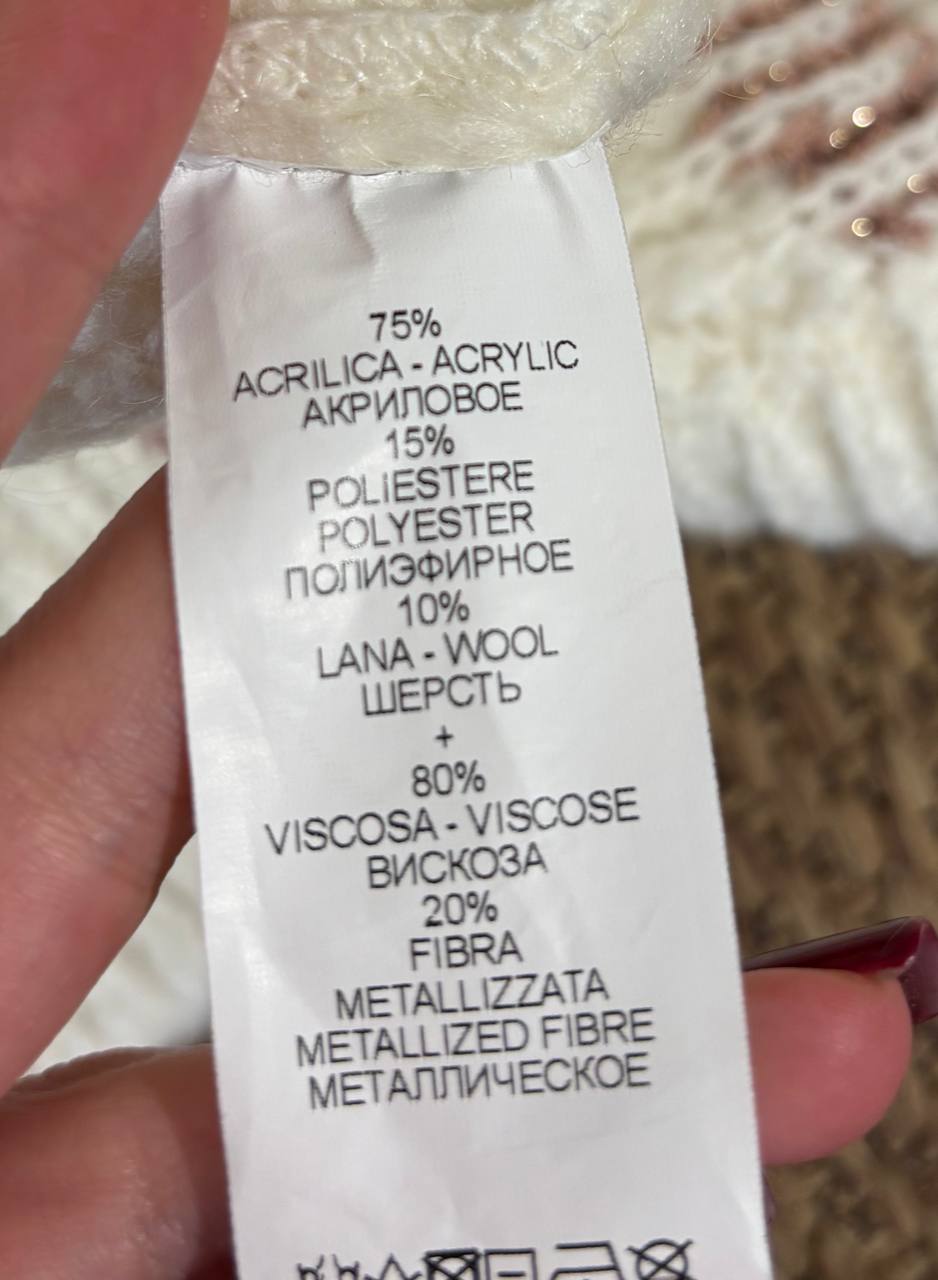 75%
ACRILICA - ACRYLIC
АКРИЛОВОЕ
15%
POLIESTERE
POLYESTER
ПОЛИЭФИРНОЕ
10%
LANA - WOOL
ШЕРСТЬ
+
80%
VISCOSA - VISCOSE
ВИСКОЗА
20%
FIBRA
METALLIZZATA
METALLIZED FIBRE
МЕТАЛЛИЧЕСКОЕ